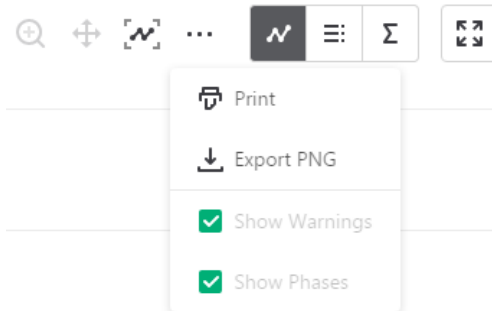 Σ
Print
Export PNG
Show Warnings
Show Phases